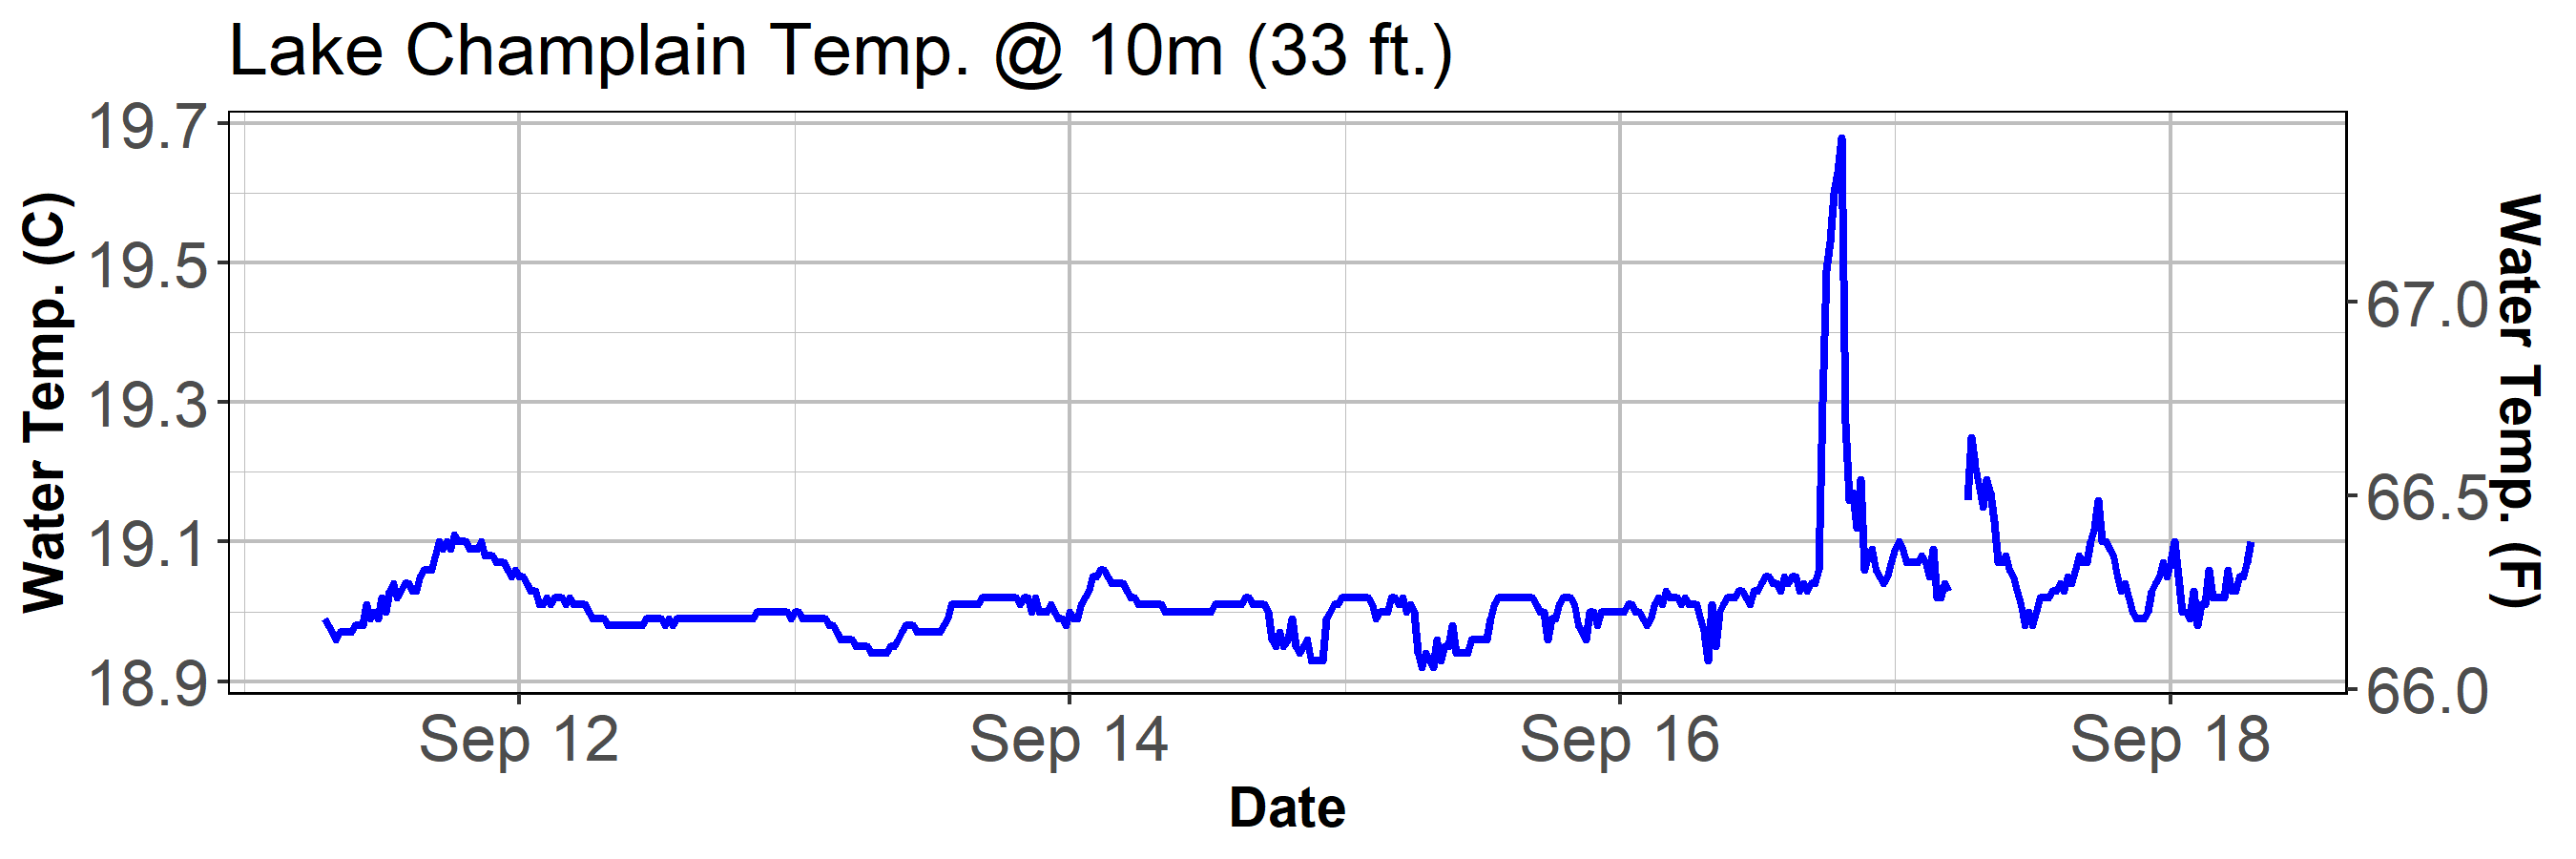 Lake Champlain Temp. @ 10m (33 ft.)
Water Temp. (C)
19.7
19.5
19.3
19.1
18.9
67.0
66.5
66.0
Water Temp. (F)
Sep 12
Sep 14
Sep 16
Sep 18
Date